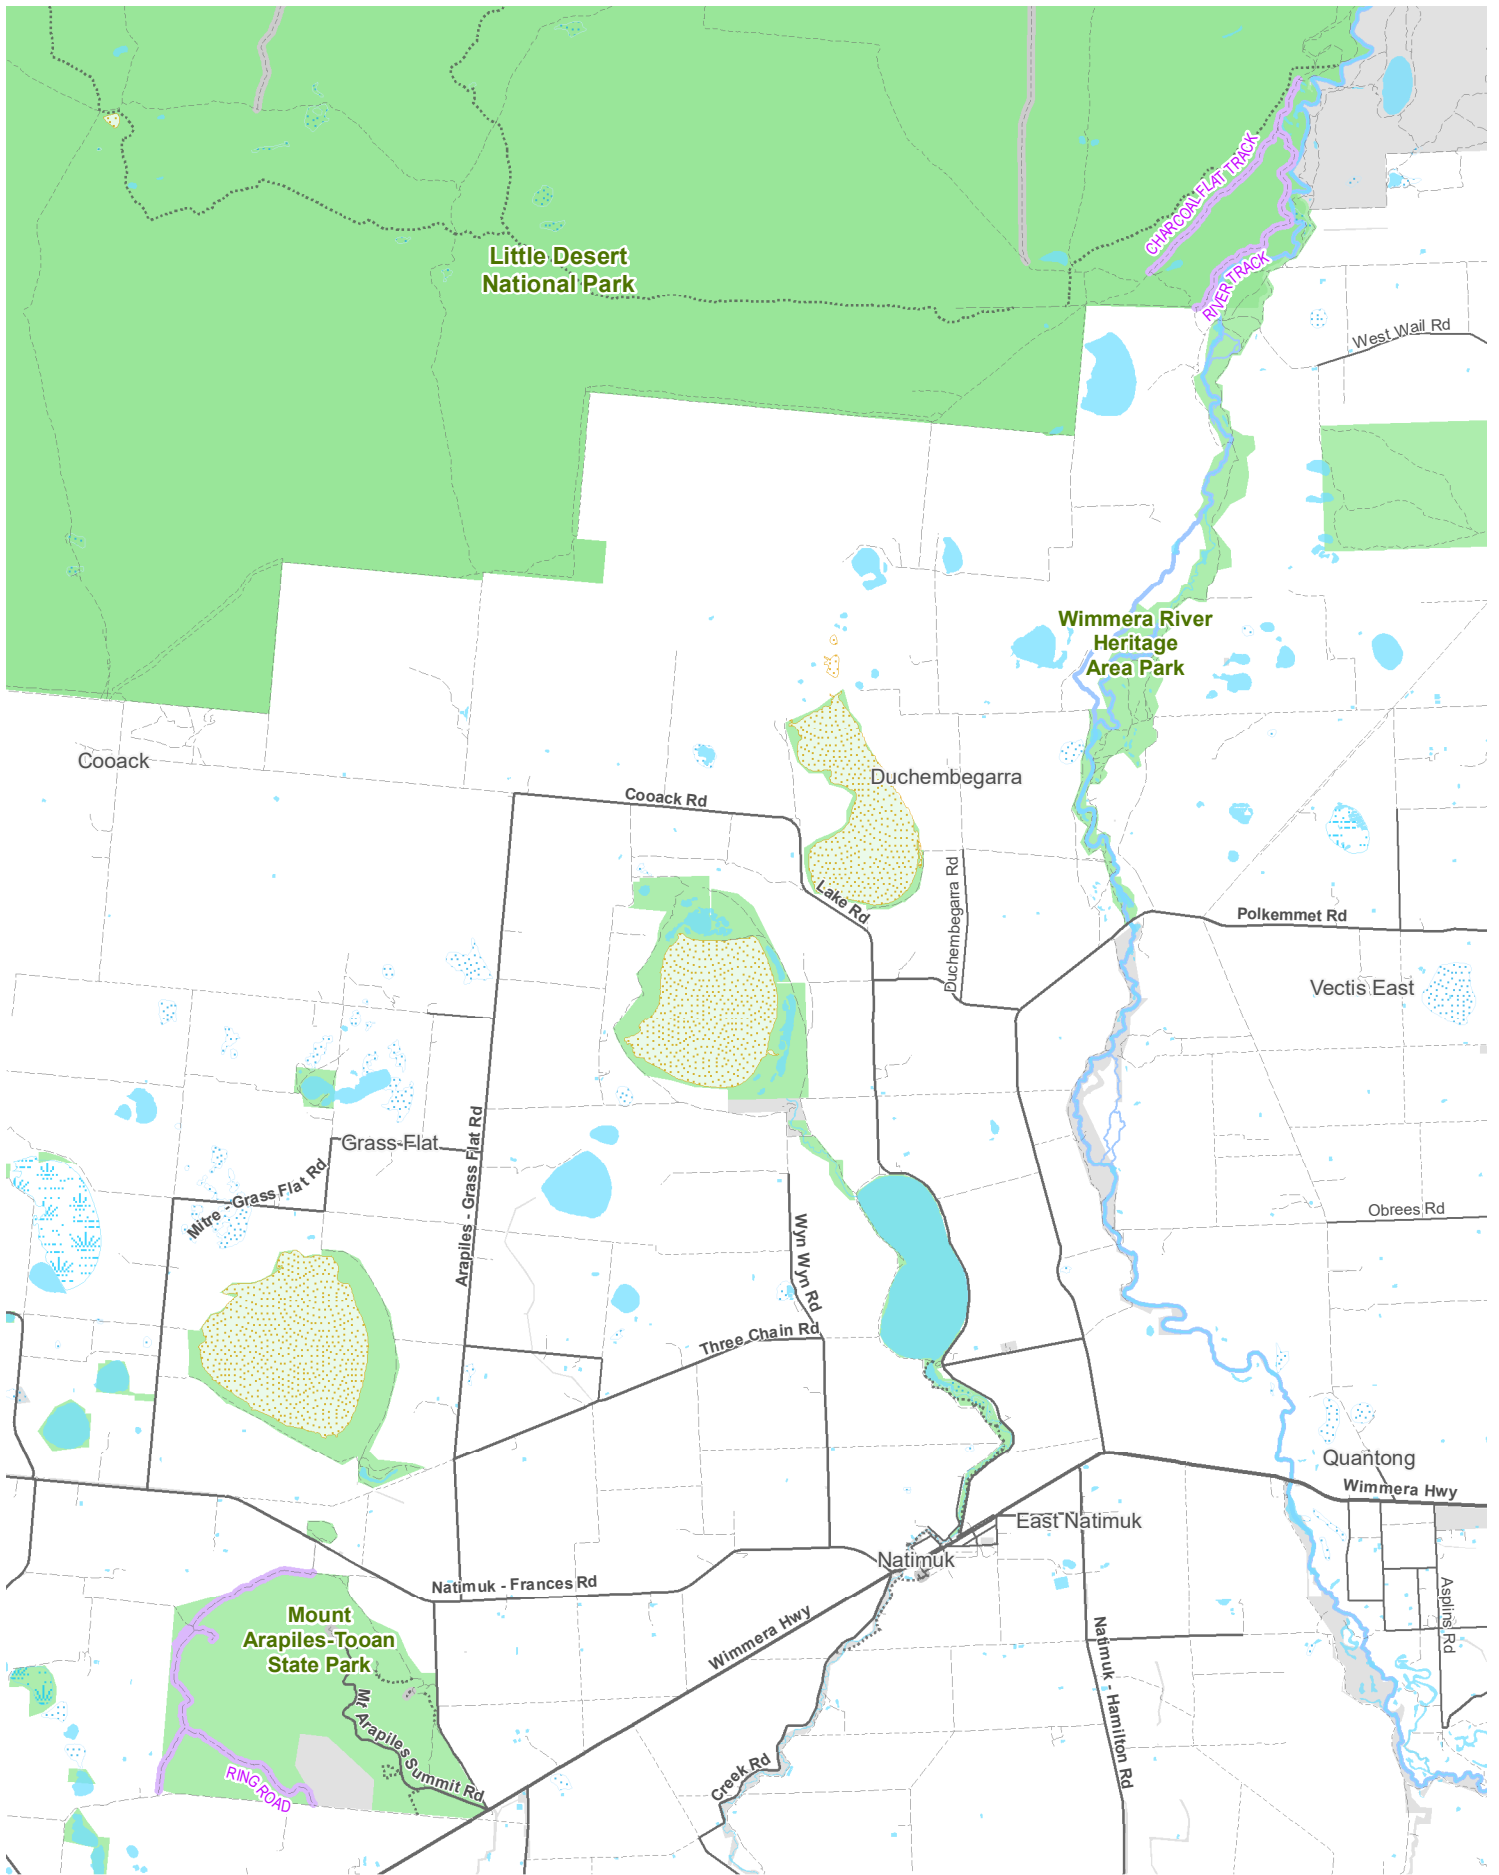 CHARCOAL FLAT TRACK
Little Desert
National Park
RIVER TRACK
West Wail Rd
Wimmera River
Heritage
Area Park
Cooack
Duchembegarra
Cooack Rd
Lake Rd
Duchembegarra Rd
Polkemmet Rd
Vectis East
Grass Flat
Mitre - Grass Flat Rd
Arapiles - Grass Flat Rd
Wyn Wyn Rd
Obrees Rd
Three Chain Rd
Quantong
Wimmera Hwy
East Natimuk
Natimuk
Natimuk - Frances Rd
Mount
Arapiles-Tooan
State Park
Wimmera Hwy
Natimuk - Hamilton Rd
Asplins Rd
Mt Arapiles Summit Rd
Creek Rd
RING ROAD